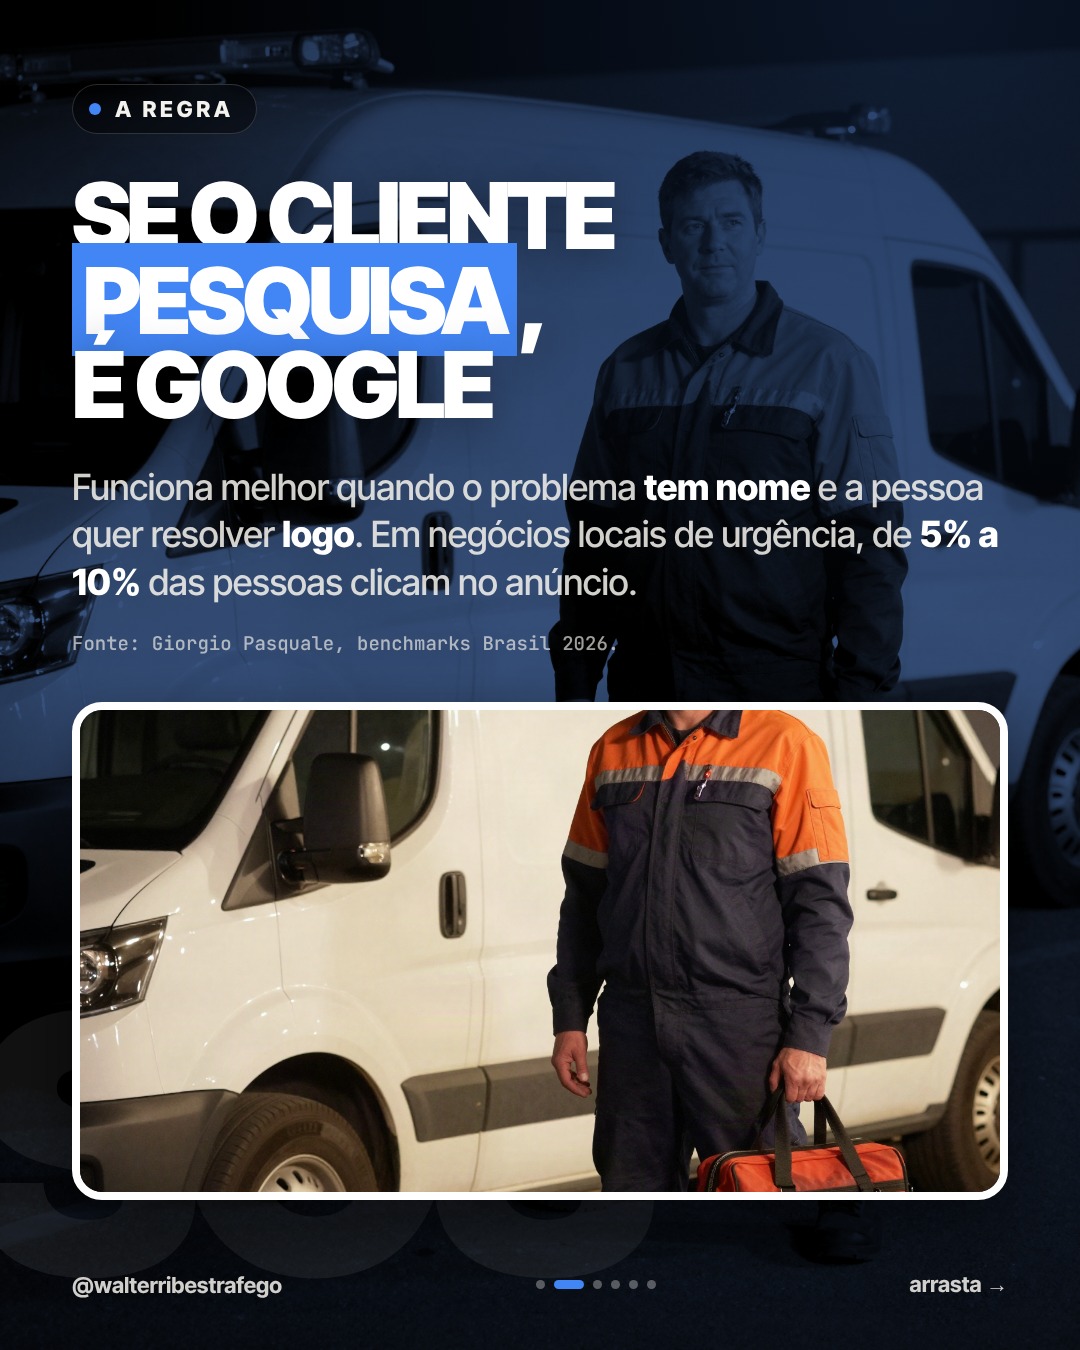 A REGRA
SE O CLIENTE
PESQUISA,
É GOOGLE
Funciona melhor quando o problema tem nome e a pessoa
quer resolver logo. Em negócios locais de urgência, de 5% a
10% das pessoas clicam no anúncio.
Fonte: Giorgio Pasquale, benchmarks Brasil 2026.
@walterribestrafego
arrasta →